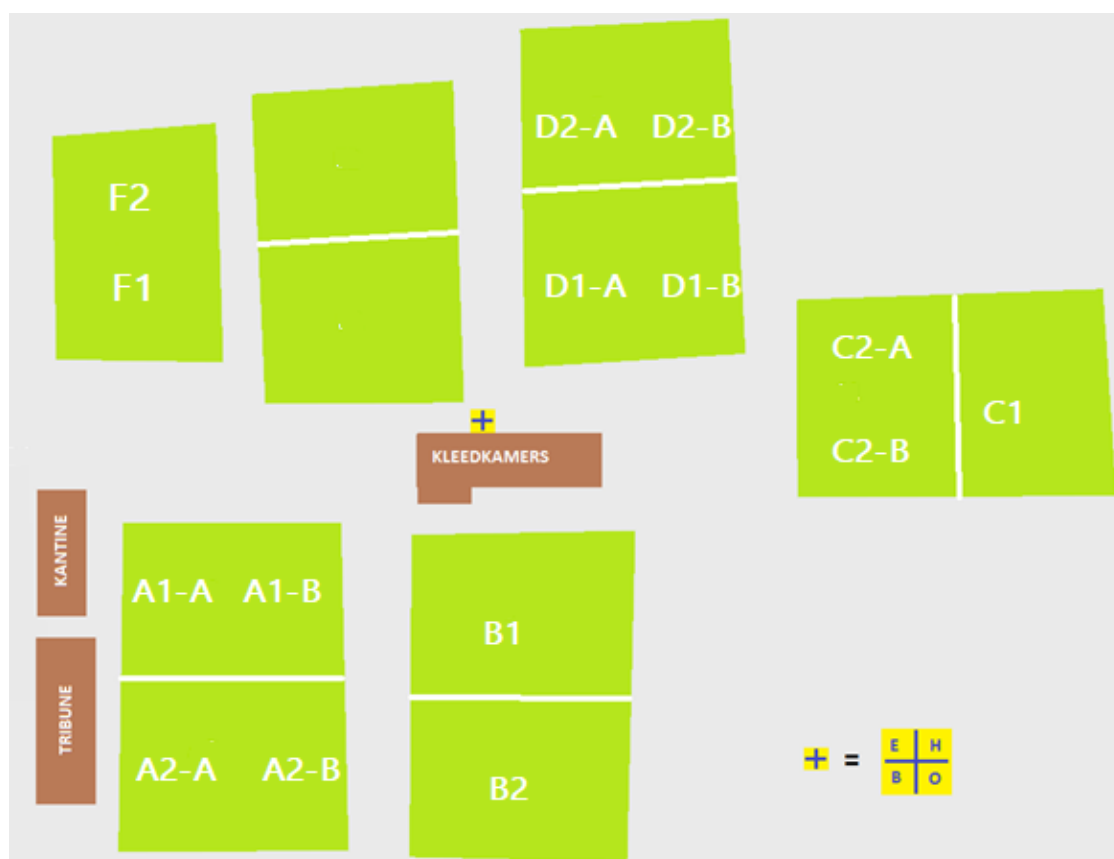 D2-A D2-B
F2
F1
D1-A D1-B
C2-A
C1
C2-B
KLEEDKAMERS
KANTINE
A1-A A1-B
B1
TRIBUNE
A2-A A2-B
B2
+ = E H
B O